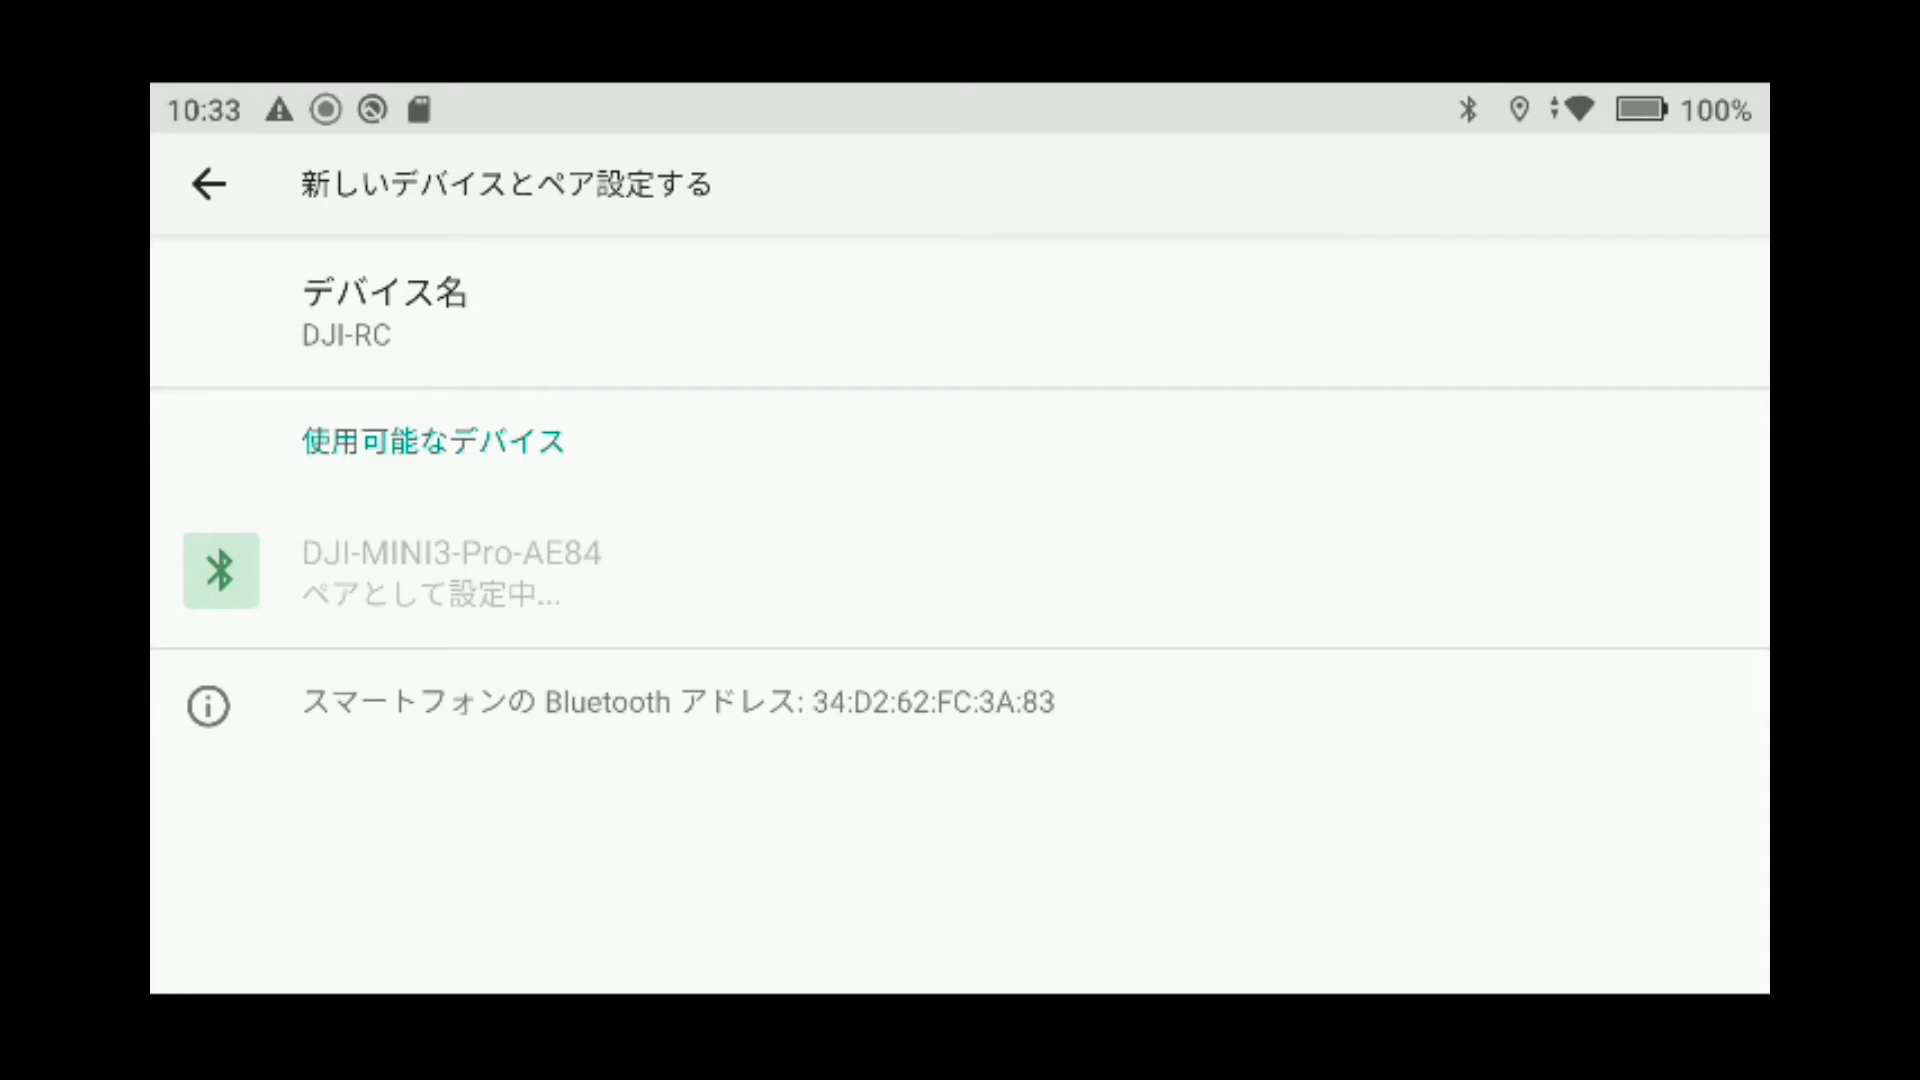 10:33 100%
新しいデバイスとペア設定する
デバイス名
DJI-RC
使用可能なデバイス
DJI-MINI3-Pro-AE84
ペアとして設定中...
スマートフォンの Bluetooth アドレス: 34:D2:62:FC:3A:83